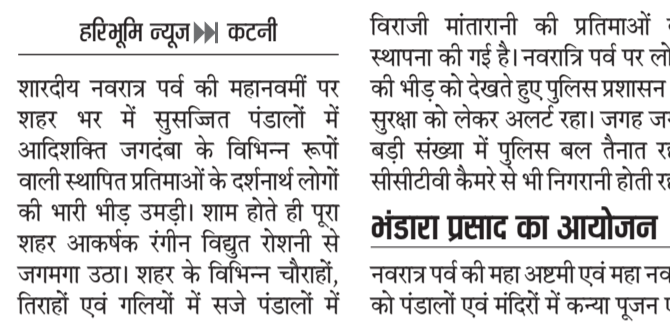 हरिभूमि न्यूज कटनी
शारदीय नवरात्र पर्व की महानवमीं पर
शहर भर में सुसज्जित पंडालों में
आदिशक्ति जगदंबा के विभिन्न रूपों
वाली स्थापित प्रतिमाओं के दर्शनार्थ लोगों
की भारी भीड़ उमड़ी। शाम होते ही पूरा
शहर आकर्षक रंगीन विद्युत रोशनी से
जगमगा उठा। शहर के विभिन्न चौराहों,
तिराहों एवं गलियों में सजे पंडालों में
विराजी मांतारानी की प्रतिमाओं
स्थापना की गई है। नवरात्रि पर्व पर
की भीड़ को देखते हुए पुलिस प्रशासन
सुरक्षा को लेकर अलर्ट रहा। जगह
बड़ी संख्या में पुलिस बल तैनात
सीसीटीवी कैमरे से भी निगरानी होती
भंडारा प्रसाद का आयोजन
नवरात्र पर्व की महा अष्टमी एवं महा
को पंडालों एवं मंदिरों में कन्या पूजन